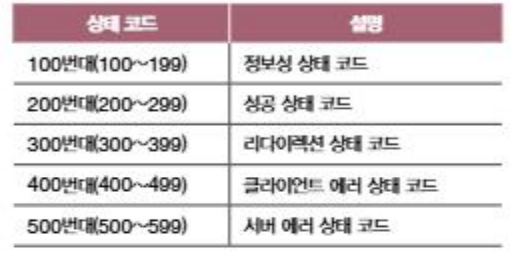 상태 코드 설명
100번대(100~199) 정보성 상태 코드
200번대(200~299) 성공 상태 코드
300번대(300~399) 리다이렉션 상태 코드
400번대(400~499) 클라이언트 에러 상태 코드
500번대(500~599) 서버 에러 상태 코드